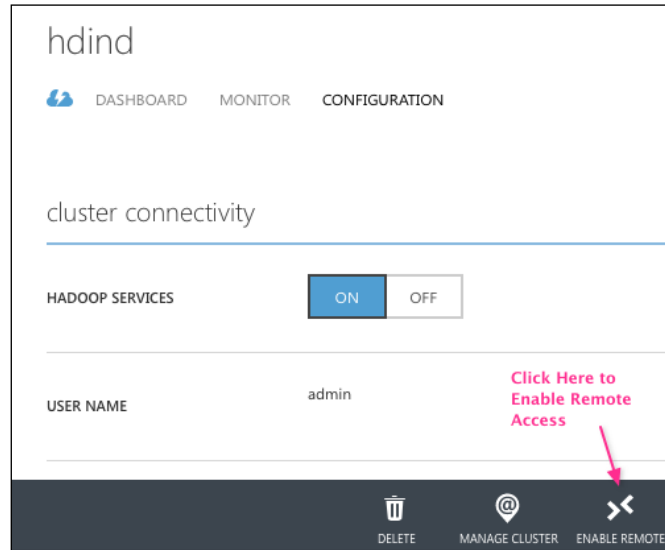 hdind
DASHBOARD MONITOR CONFIGURATION
cluster connectivity
HADOOP SERVICES ON OFF
USER NAME admin
Click Here to
Enable Remote
Access
DELETE MANAGE CLUSTER ENABLE REMOTE